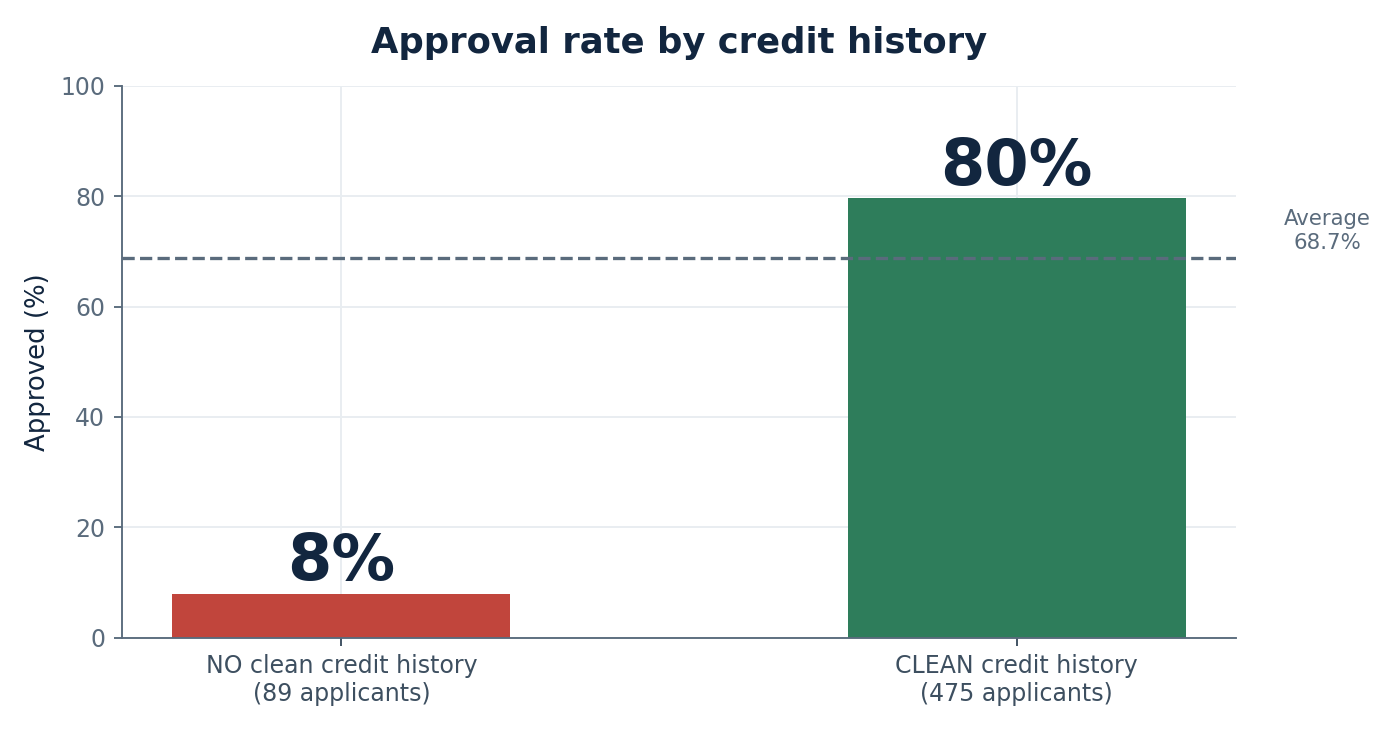 Approval rate by credit history
Approved (%)
100
80
60
40
20
0
8%
80%
Average
68.7%
NO clean credit history
(89 applicants)
CLEAN credit history
(475 applicants)